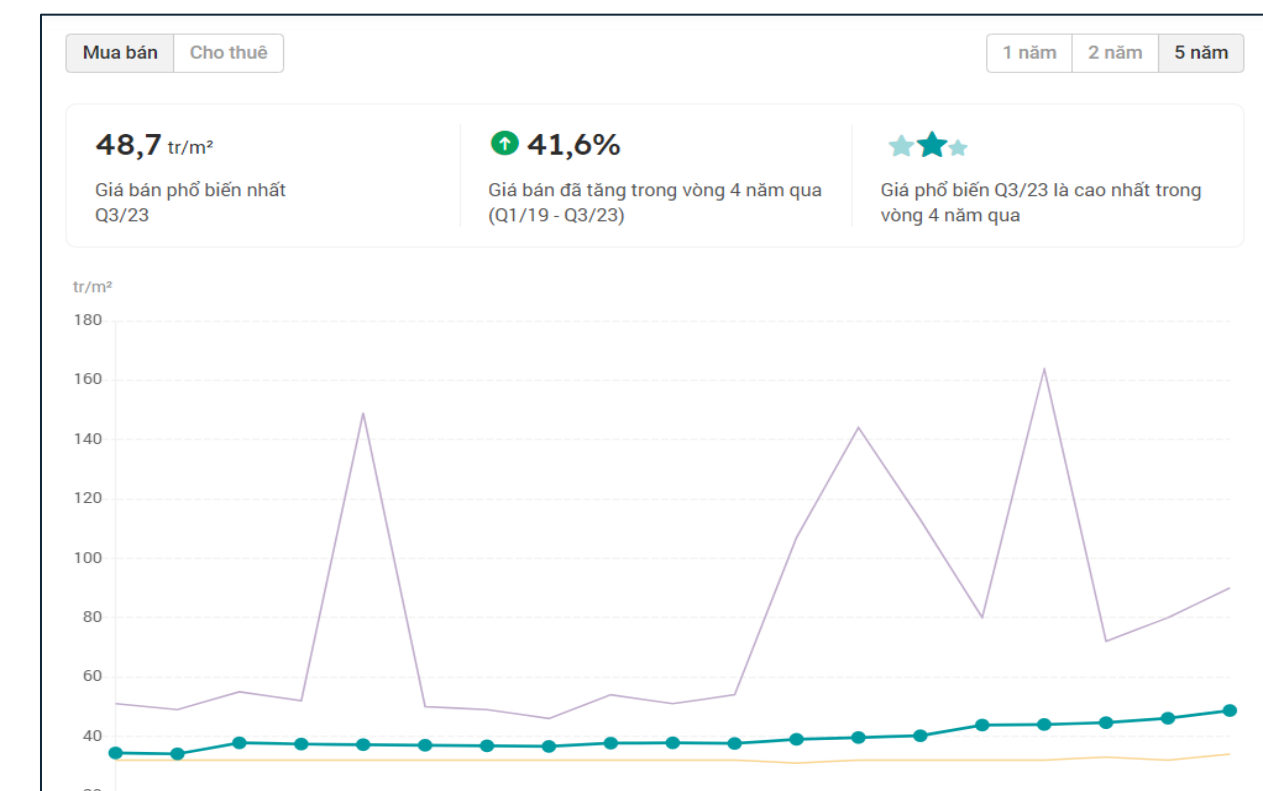 Mua bán Cho thuê 1 năm 2 năm 5 năm
48,7 tr/m² 41,6%
Giá bán phổ biến nhất Giá bán đã tăng trong vòng 4 năm qua Giá phổ biến Q3/23 là cao nhất trong
Q3/23 (Q1/19 - Q3/23) vòng 4 năm qua
tr/m²
180
160
140
120
100
80
60
40